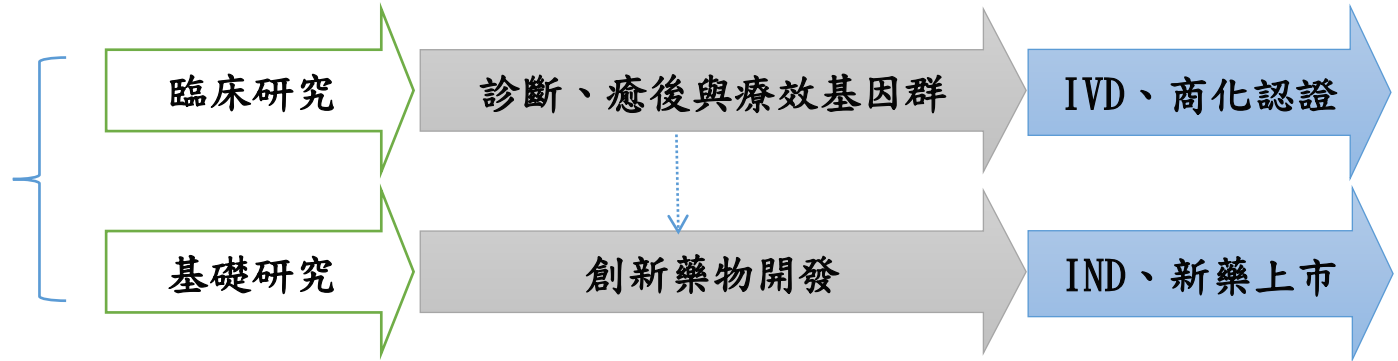 臨床研究
診斷、癒後與療效基因群
IVD、商化認證
基礎研究
創新藥物開發
IND、新藥上市